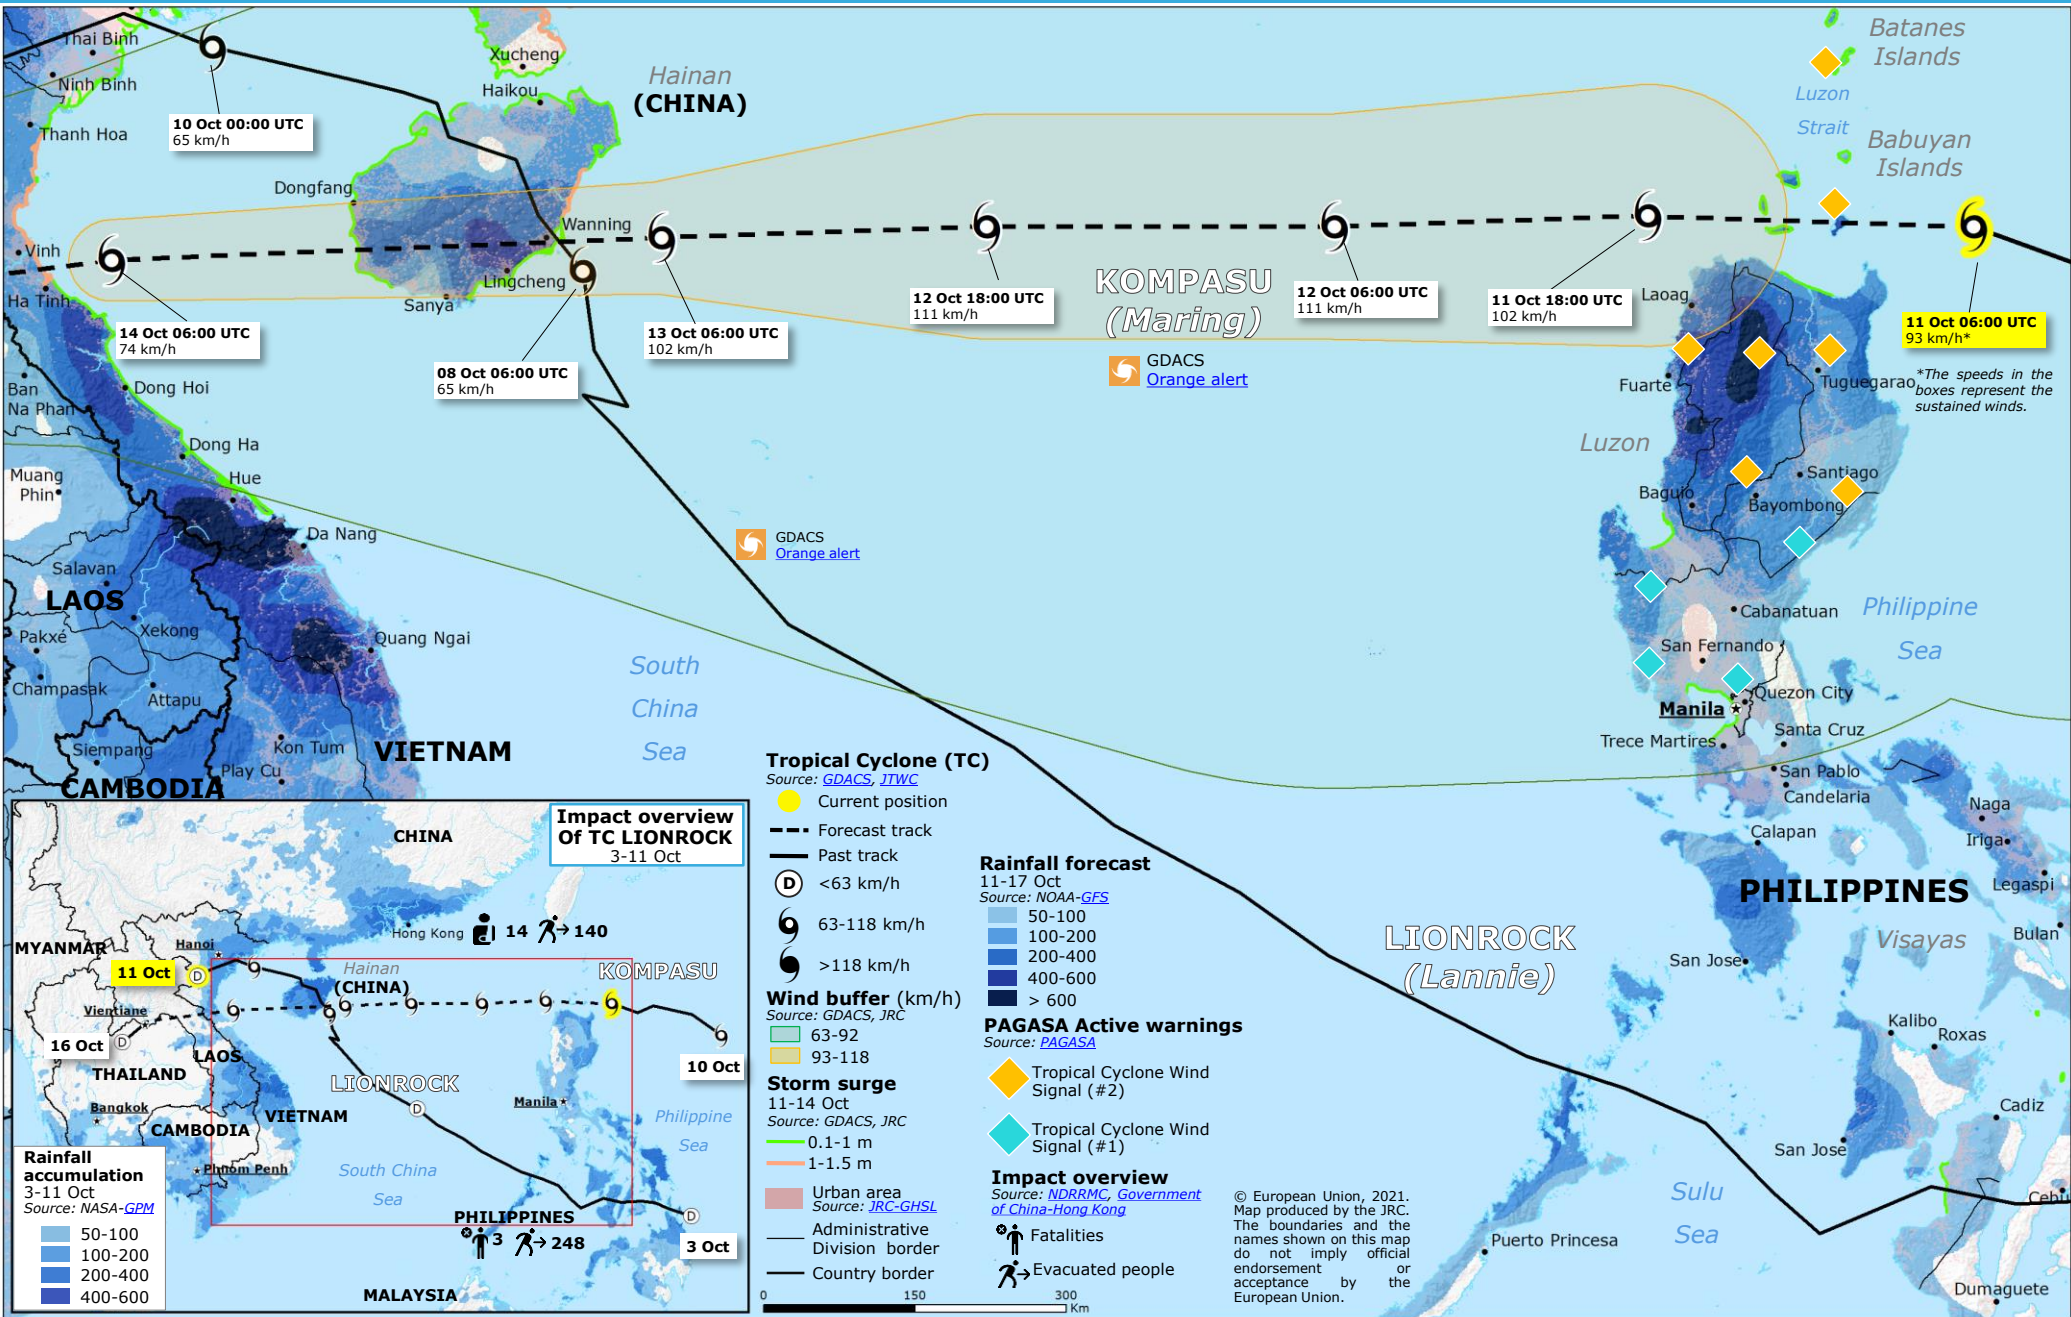 Batanes
Islands
Luzon
Strait
Babuyan
Islands
Thai Binh
Ninh Binh
Thanh Hoa
Xucheng
Haikou
Hainan
(CHINA)
10 Oct 00:00 UTC
65 km/h
Dongfang
Wanning
Lingcheng
Sanya
Vinh
Ha Tinh
14 Oct 06:00 UTC
74 km/h
08 Oct 06:00 UTC
65 km/h
13 Oct 06:00 UTC
102 km/h
12 Oct 18:00 UTC
111 km/h
KOMPASU
(Maring)
12 Oct 06:00 UTC
111 km/h
11 Oct 18:00 UTC
102 km/h
11 Oct 06:00 UTC
93 km/h*
*The speeds in the
boxes represent the
sustained winds.
GDACS
Orange alert
Laoag
Fuarte
Tuguegarao
Luzon
Santiago
Baguio
Bayombong
Ban
Na Phan
Dong Hoi
Dong Ha
Hue
Muang
Phin
Da Nang
GDACS
Orange alert
Salavan
LAOS
Xekong
Pakxé
Quang Ngai
Champasak
Attapu
Siempang
Kon Tum
Play Cu
VIETNAM
CAMBODIA
South
China
Sea
Cabanatuan
San Fernando
Philippine
Sea
Quezon City
Manila
Santa Cruz
Trece Martires
San Pablo
Candelaria
Naga
Calapan
Iriga
Legaspi
PHILIPPINES
Visayas
Bulan
San Jose
LIONROCK
(Lannie)
Kalibo
Roxas
Cadiz
San Jose
Sulu
Sea
Cebu
Puerto Princesa
Dumaguete
Tropical Cyclone (TC)
Source: GDACS, JTWC
Current position
Forecast track
Past track
D
<63 km/h
63-118 km/h
>118 km/h
Wind buffer (km/h)
Source: GDACS, JRC
63-92
93-118
Storm surge
11-14 Oct
Source: GDACS, JRC
0.1-1 m
1-1.5 m
Urban area
Source: JRC-GHSL
Administrative
Division border
Country border
0 150 300
Km
Rainfall forecast
11-17 Oct
Source: NOAA-GFS
50-100
100-200
200-400
400-600
> 600
PAGASA Active warnings
Source: PAGASA
Tropical Cyclone Wind
Signal (#2)
Tropical Cyclone Wind
Signal (#1)
Impact overview
Source: NDRRMC, Government
of China-Hong Kong
Fatalities
Evacuated people
© European Union, 2021.
Map produced by the JRC.
The boundaries and the
names shown on this map
do not imply official
endorsement or
acceptance by the
European Union.
Impact overview
Of TC LIONROCK
3-11 Oct
CHINA
MYANMAR
Hanoi
Hong Kong
14
140
11 Oct
D
Hainan
(CHINA)
KOMPASU
Vientiane
16 Oct
D
LAOS
THAILAND
10 Oct
LIONROCK
D
Bangkok
VIETNAM
Manila
CAMBODIA
Philippine
Sea
Phnom Penh
South China
Sea
PHILIPPINES
3
248
D
3 Oct
MALAYSIA
Rainfall
accumulation
3-11 Oct
Source: NASA-GPM
50-100
100-200
200-400
400-600